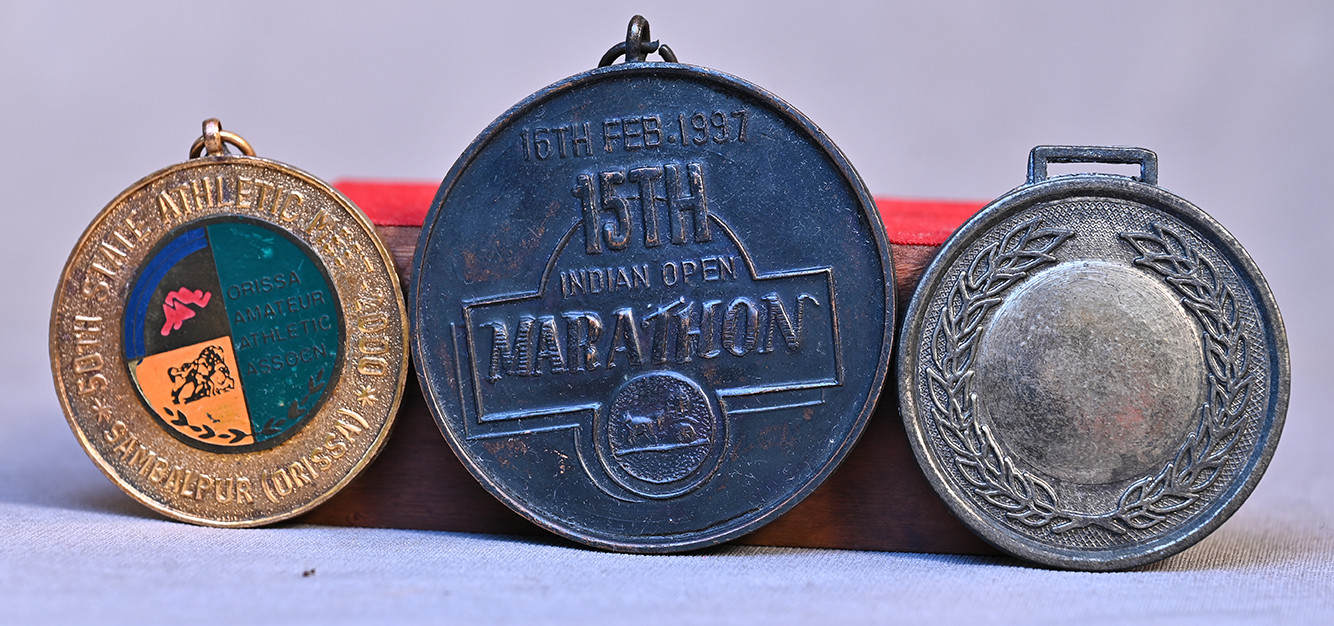 50TH STATE ATHLETIC MEET-2000
* SAMBALPUR (ORISSA) *
ORISSA
AMATEUR
ATHLETIC
ASSOCN.
16TH FEB. 1997
15TH
INDIAN OPEN
MARATHON